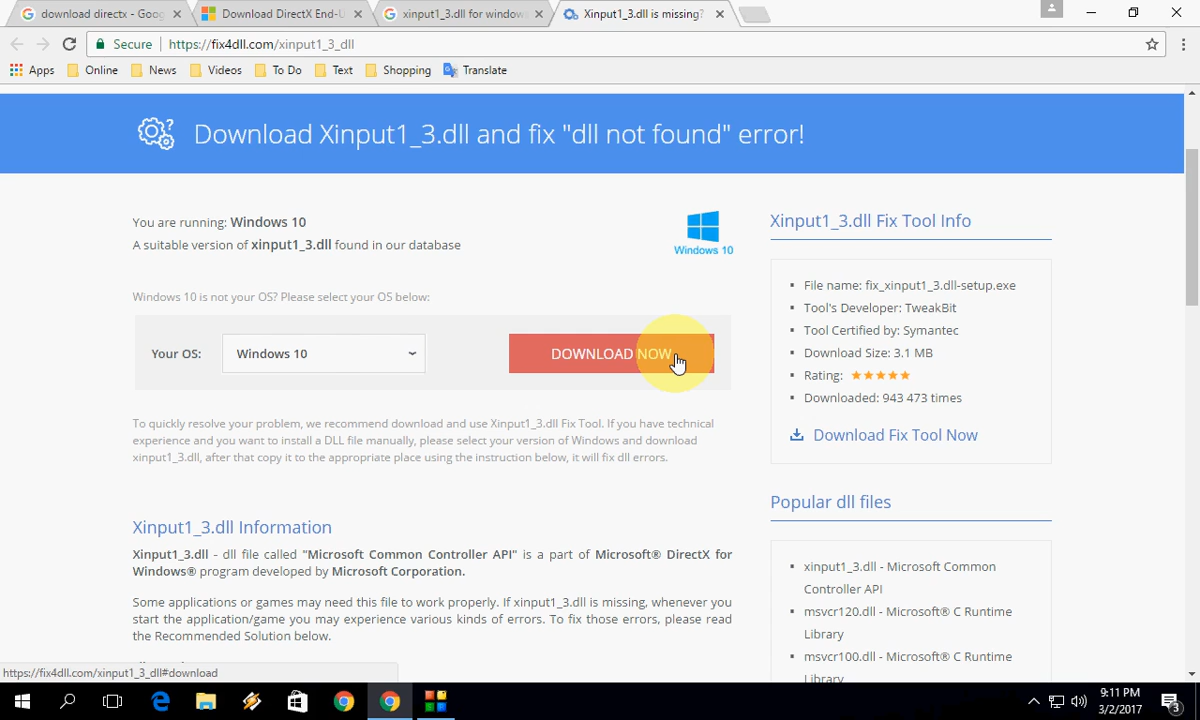 download directx - Goog
Download DirectX End-U
xinput1_3.dll for window
Xinput1_3.dll is missing?
Secure
https://fix4dll.com/xinput1_3_dll
Apps
Online
News
Videos
To Do
Text
Shopping
Translate
Download Xinput1_3.dll and fix "dll not found" error!
You are running: Windows 10
A suitable version of xinput1_3.dll found in our database
Windows 10
Windows 10 is not your OS? Please select your OS below:
Your OS:
Windows 10
DOWNLOAD NOW
To quickly resolve your problem, we recommend download and use Xinput1_3.dll Fix Tool. If you have technical
experience and you want to install a DLL file manually, please select your version of Windows and download
xinput1_3.dll, after that copy it to the appropriate place using the instruction below, it will fix dll errors.
Xinput1_3.dll Information
Xinput1_3.dll - dll file called "Microsoft Common Controller API" is a part of Microsoft® DirectX for
Windows® program developed by Microsoft Corporation.
Some applications or games may need this file to work properly. If xinput1_3.dll is missing, whenever you
start the application/game you may experience various kinds of errors. To fix those errors, please read
the Recommended Solution below.
Xinput1_3.dll Fix Tool Info
File name: fix_xinput1_3.dll-setup.exe
Tool's Developer: TweakBit
Tool Certified by: Symantec
Download Size: 3.1 MB
Rating:
Downloaded: 943 473 times
Download Fix Tool Now
Popular dll files
xinput1_3.dll - Microsoft Common
Controller API
msvcr120.dll - Microsoft® C Runtime
Library
msvcr100.dll - Microsoft® C Runtime
Library
https://fix4dll.com/xinput1_3_dll#download
9:11 PM
3/2/2017
3